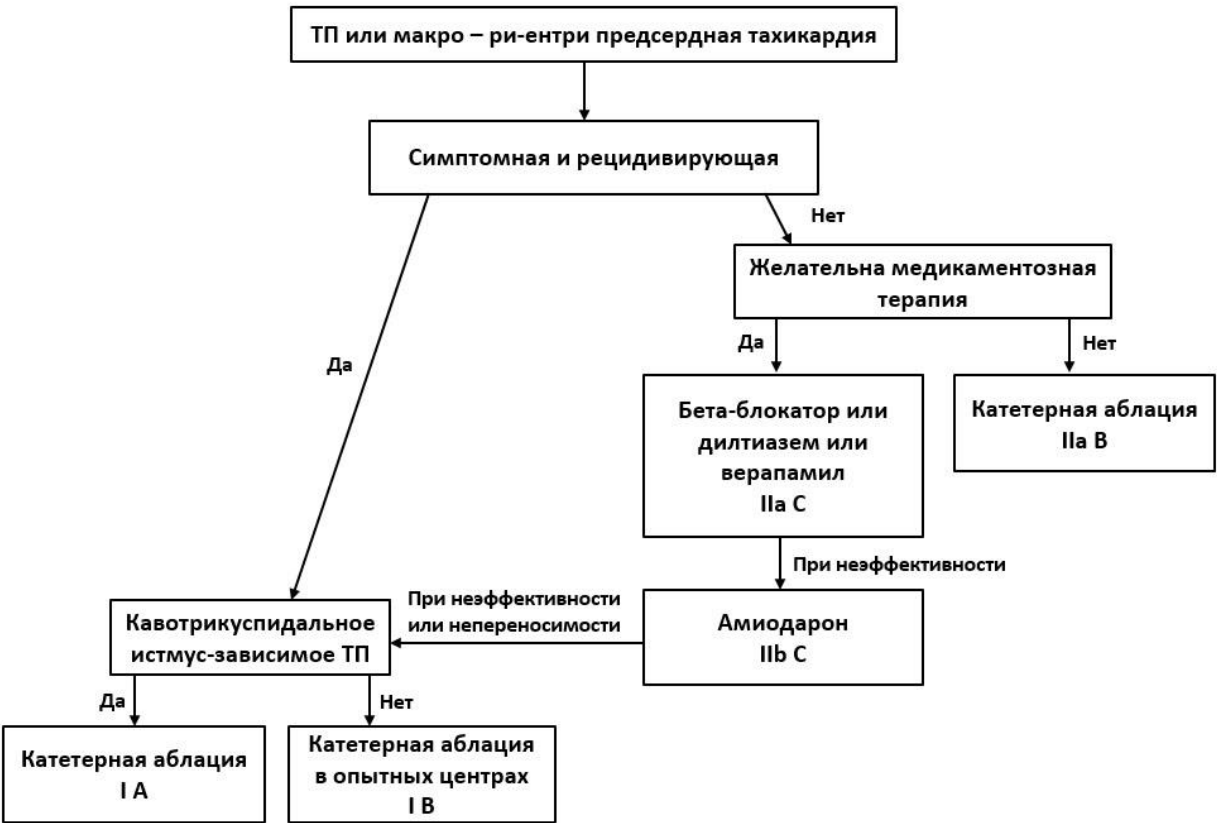 ТП или макро – ри-ентри предсердная тахикардия
Симптомная и рецидивирующая
Нет
Желательна медикаментозная
терапия
Да
Да
Нет
Бета-блокатор или
дилтиазем или
верапамил
IIa C
Катетерная аблация
IIa B
При неэффективности
При неэффективности
или непереносимости
Амиодарон
IIb C
Кавотрикуспидальное
истмус-зависимое ТП
Да
Нет
Катетерная аблация
I A
Катетерная аблация
в опытных центрах
I B